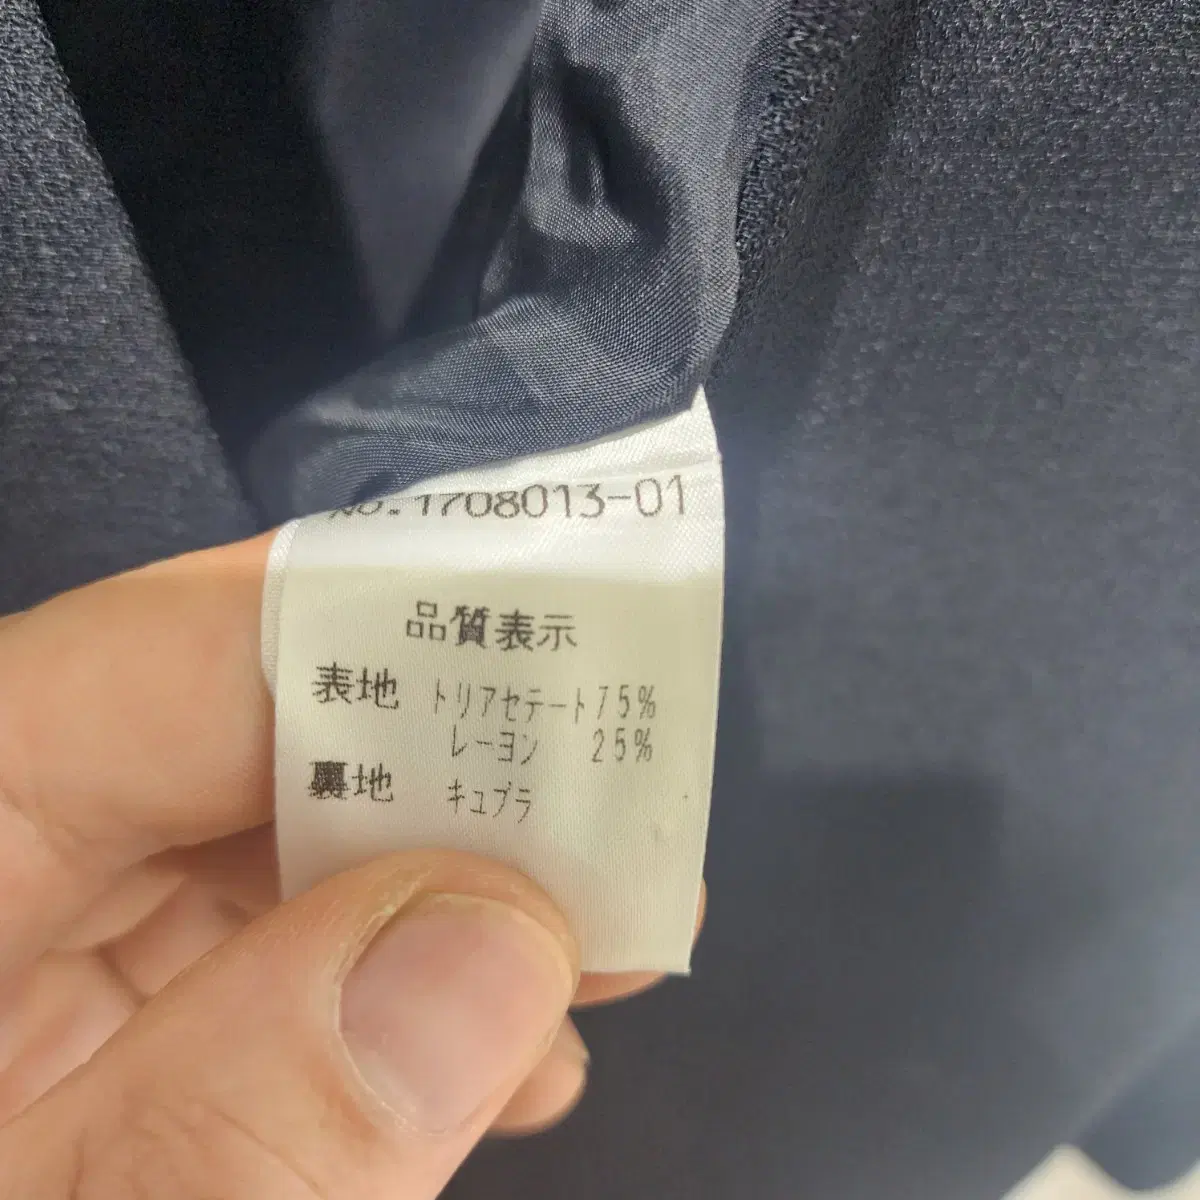 No.1708013-01
品質表示
表地 トリアセテート75%
レーヨン 25%
裏地 キュプラ